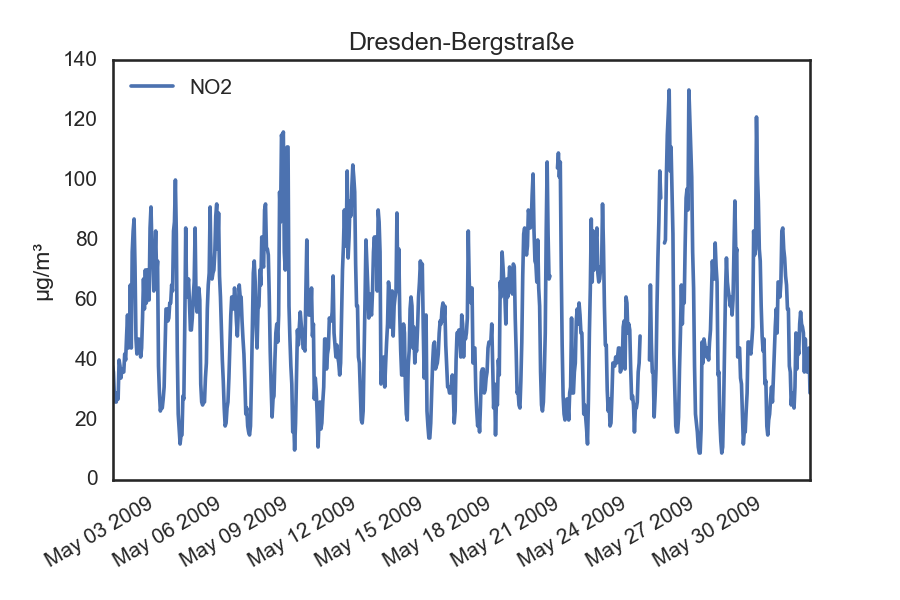 Dresden-Bergstraße
140
120
100
80
60
40
20
0
µg/m³
NO2
May 03 2009
May 06 2009
May 09 2009
May 12 2009
May 15 2009
May 18 2009
May 21 2009
May 24 2009
May 27 2009
May 30 2009